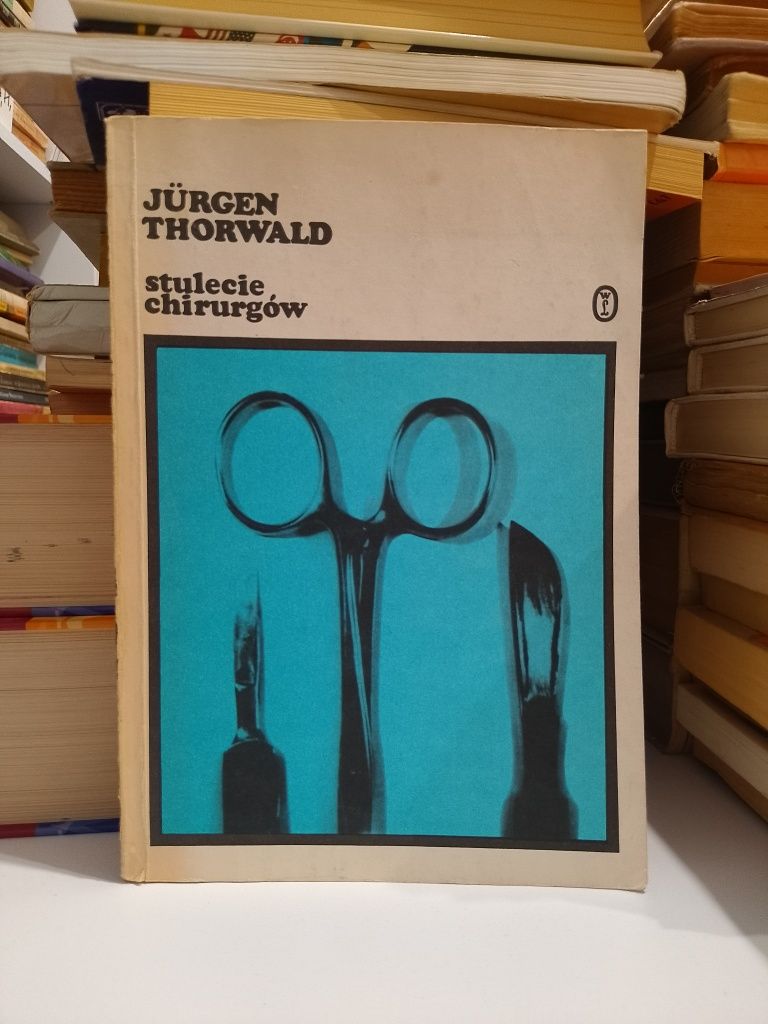 JÜRGEN
THORWALD
stulecie
chirurgów